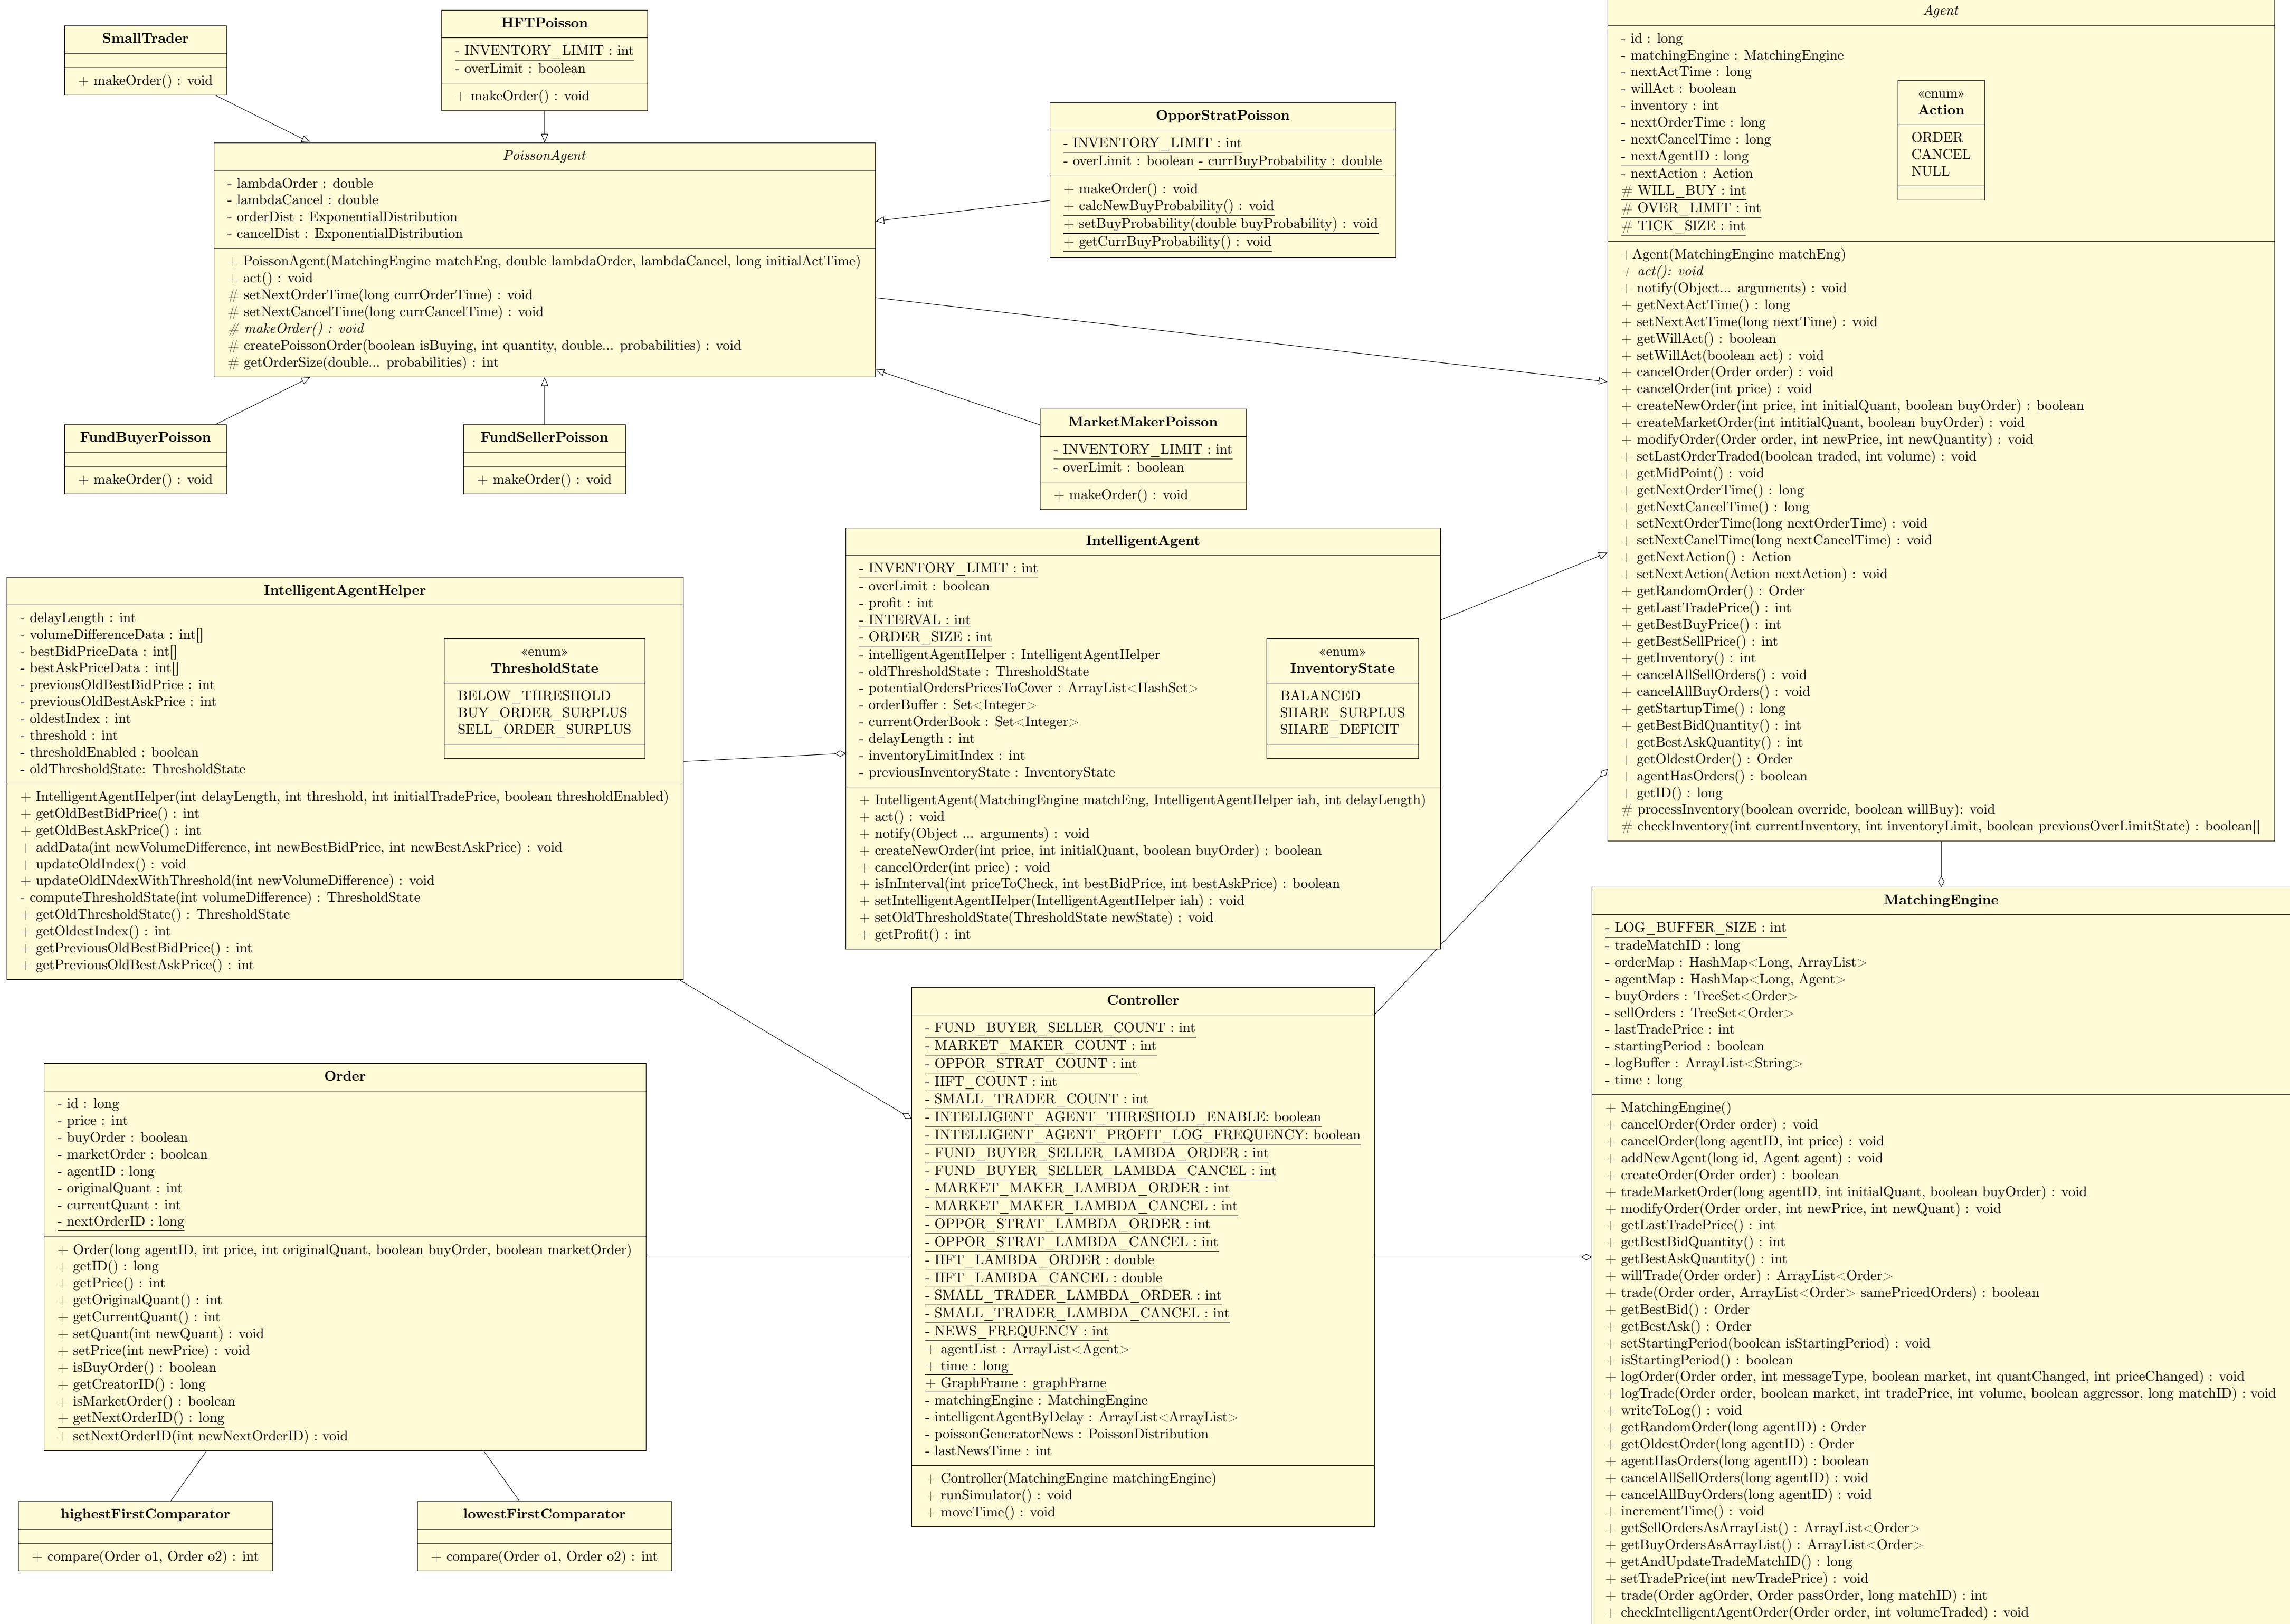 SmallTrader
+ makeOrder() : void
HFTPoisson
- INVENTORY_LIMIT : int
- overLimit : boolean
+ makeOrder() : void
PoissonAgent
- lambdaOrder : double
- lambdaCancel : double
- orderDist : ExponentialDistribution
- cancelDist : ExponentialDistribution
+ PoissonAgent(MatchingEngine matchEng, double lambdaOrder, lambdaCancel, long initialActTime)
+ act() : void
# setNextOrderTime(long currOrderTime) : void
# setNextCancelTime(long currCancelTime) : void
# makeOrder() : void
# createPoissonOrder(boolean isBuying, int quantity, double... probabilities) : void
# getOrderSize(double... probabilities) : int
OpporStratPoisson
- INVENTORY_LIMIT : int
- overLimit : boolean - currBuyProbability : double
+ makeOrder() : void
+ calcNewBuyProbability() : void
+ setBuyProbability(double buyProbability) : void
+ getCurrBuyProbability() : void
FundBuyerPoisson
+ makeOrder() : void
FundSellerPoisson
+ makeOrder() : void
MarketMakerPoisson
- INVENTORY_LIMIT : int
- overLimit : boolean
+ makeOrder() : void
Agent
- id : long
- matchingEngine : MatchingEngine
- nextActTime : long
- willAct : boolean
- inventory : int
- nextOrderTime : long
- nextCancelTime : long
- nextAgentID : long
- nextAction : Action
# WILL_BUY : int
# OVER_LIMIT : int
# TICK_SIZE : int
«enum»
Action
ORDER
CANCEL
NULL
+Agent(MatchingEngine matchEng)
+ act(): void
+ notify(Object... arguments) : void
+ getNextActTime() : long
+ setNextActTime(long nextTime) : void
+ getWillAct() : boolean
+ setWillAct(boolean act) : void
+ cancelOrder(Order order) : void
+ cancelOrder(int price) : void
+ createNewOrder(int price, int initialQuant, boolean buyOrder) : boolean
+ createMarketOrder(int intitialQuant, boolean buyOrder) : void
+ modifyOrder(Order order, int newPrice, int newQuantity) : void
+ setLastOrderTraded(boolean traded, int volume) : void
+ getMidPoint() : void
+ getNextOrderTime() : long
+ getNextCancelTime() : long
+ setNextOrderTime(long nextOrderTime) : void
+ setNextCanelTime(long nextCancelTime) : void
+ getNextAction() : Action
+ setNextAction(Action nextAction) : void
+ getRandomOrder() : Order
+ getLastTradePrice() : int
+ getBestBuyPrice() : int
+ getBestSellPrice() : int
+ getInventory() : int
+ cancelAllSellOrders() : void
+ cancelAllBuyOrders() : void
+ getStartupTime() : long
+ getBestBidQuantity() : int
+ getBestAskQuantity() : int
+ getOldestOrder() : Order
+ agentHasOrders() : boolean
+ getID() : long
# processInventory(boolean override, boolean willBuy): void
# checkInventory(int currentInventory, int inventoryLimit, boolean previousOverLimitState) : boolean[]
IntelligentAgentHelper
- delayLength : int
- volumeDifferenceData : int[]
- bestBidPriceData : int[]
- bestAskPriceData : int[]
- previousOldBestBidPrice : int
- previousOldBestAskPrice : int
- oldestIndex : int
- threshold : int
- thresholdEnabled : boolean
- oldThresholdState: ThresholdState
«enum»
ThresholdState
BELOW_THRESHOLD
BUY_ORDER_SURPLUS
SELL_ORDER_SURPLUS
+ IntelligentAgentHelper(int delayLength, int threshold, int initialTradePrice, boolean thresholdEnabled)
+ getOldBestBidPrice() : int
+ getOldBestAskPrice() : int
+ addData(int newVolumeDifference, int newBestBidPrice, int newBestAskPrice) : void
+ updateOldIndex() : void
+ updateOldINdexWithThreshold(int newVolumeDifference) : void
- computeThresholdState(int volumeDifference) : ThresholdState
+ getOldThresholdState() : ThresholdState
+ getOldestIndex() : int
+ getPreviousOldBestBidPrice() : int
+ getPreviousOldBestAskPrice() : int
IntelligentAgent
- INVENTORY_LIMIT : int
- overLimit : boolean
- profit : int
- INTERVAL : int
- ORDER_SIZE : int
- intelligentAgentHelper : IntelligentAgentHelper
- oldThresholdState : ThresholdState
- potentialOrdersPricesToCover : ArrayList<HashSet>
- orderBuffer : Set<Integer>
- currentOrderBook : Set<Integer>
- delayLength : int
- inventoryLimitIndex : int
- previousInventoryState : InventoryState
«enum»
InventoryState
BALANCED
SHARE_SURPLUS
SHARE_DEFICIT
+ IntelligentAgent(MatchingEngine matchEng, IntelligentAgentHelper iah, int delayLength)
+ act() : void
+ notify(Object ... arguments) : void
+ createNewOrder(int price, int initialQuant, boolean buyOrder) : boolean
+ cancelOrder(int price) : void
+ isInInterval(int priceToCheck, int bestBidPrice, int bestAskPrice) : boolean
+ setIntelligentAgentHelper(IntelligentAgentHelper iah) : void
+ setOldThresholdState(ThresholdState newState) : void
+ getProfit() : int
MatchingEngine
- LOG_BUFFER_SIZE : int
- tradeMatchID : long
- orderMap : HashMap<Long, ArrayList>
- agentMap : HashMap<Long, Agent>
- buyOrders : TreeSet<Order>
- sellOrders : TreeSet<Order>
- lastTradePrice : int
- startingPeriod : boolean
- logBuffer : ArrayList<String>
- time : long
+ MatchingEngine()
+ cancelOrder(Order order) : void
+ cancelOrder(long agentID, int price) : void
+ addNewAgent(long id, Agent agent) : void
+ createOrder(Order order) : boolean
+ tradeMarketOrder(long agentID, int initialQuant, boolean buyOrder) : void
+ modifyOrder(Order order, int newPrice, int newQuant) : void
+ getLastTradePrice() : int
+ getBestBidQuantity() : int
+ getBestAskQuantity() : int
+ willTrade(Order order) : ArrayList<Order>
+ trade(Order order, ArrayList<Order> samePricedOrders) : boolean
+ getBestBid() : Order
+ getBestAsk() : Order
+ setStartingPeriod(boolean isStartingPeriod) : void
+ isStartingPeriod() : boolean
+ logOrder(Order order, int messageType, boolean market, int quantChanged, int priceChanged) : void
+ logTrade(Order order, boolean market, int tradePrice, int volume, boolean aggressor, long matchID) : void
+ writeToLog() : void
+ getRandomOrder(long agentID) : Order
+ getOldestOrder(long agentID) : Order
+ agentHasOrders(long agentID) : boolean
+ cancelAllSellOrders(long agentID) : void
+ cancelAllBuyOrders(long agentID) : void
+ incrementTime() : void
+ getSellOrdersAsArrayList() : ArrayList<Order>
+ getBuyOrdersAsArrayList() : ArrayList<Order>
+ getAndUpdateTradeMatchID() : long
+ setTradePrice(int newTradePrice) : void
+ trade(Order agOrder, Order passOrder, long matchID) : int
+ checkIntelligentAgentOrder(Order order, int volumeTraded) : void
Controller
- FUND_BUYER_SELLER_COUNT : int
- MARKET_MAKER_COUNT : int
- OPPOR_STRAT_COUNT : int
- HFT_COUNT : int
- SMALL_TRADER_COUNT : int
- INTELLIGENT_AGENT_THRESHOLD_ENABLE: boolean
- INTELLIGENT_AGENT_PROFIT_LOG_FREQUENCY: boolean
- FUND_BUYER_SELLER_LAMBDA_ORDER : int
- FUND_BUYER_SELLER_LAMBDA_CANCEL : int
- MARKET_MAKER_LAMBDA_ORDER : int
- MARKET_MAKER_LAMBDA_CANCEL : int
- OPPOR_STRAT_LAMBDA_ORDER : int
- OPPOR_STRAT_LAMBDA_CANCEL : int
- HFT_LAMBDA_ORDER : double
- HFT_LAMBDA_CANCEL : double
- SMALL_TRADER_LAMBDA_ORDER : int
- SMALL_TRADER_LAMBDA_CANCEL : int
- NEWS_FREQUENCY : int
+ agentList : ArrayList<Agent>
+ time : long
+ GraphFrame : graphFrame
- matchingEngine : MatchingEngine
- intelligentAgentByDelay : ArrayList<ArrayList>
- poissonGeneratorNews : PoissonDistribution
- lastNewsTime : int
+ Controller(MatchingEngine matchingEngine)
+ runSimulator() : void
+ moveTime() : void
Order
- id : long
- price : int
- buyOrder : boolean
- marketOrder : boolean
- agentID : long
- originalQuant : int
- currentQuant : int
- nextOrderID : long
+ Order(long agentID, int price, int originalQuant, boolean buyOrder, boolean marketOrder)
+ getID() : long
+ getPrice() : int
+ getOriginalQuant() : int
+ getCurrentQuant() : int
+ setQuant(int newQuant) : void
+ setPrice(int newPrice) : void
+ isBuyOrder() : boolean
+ getCreatorID() : long
+ isMarketOrder() : boolean
+ getNextOrderID() : long
+ setNextOrderID(int newNextOrderID) : void
highestFirstComparator
+ compare(Order o1, Order o2) : int
lowestFirstComparator
+ compare(Order o1, Order o2) : int